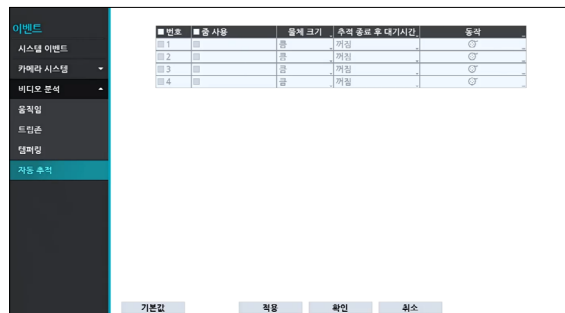 이벤트
시스템 이벤트
카메라 시스템
비디오 분석
움직임
트립존
탬퍼링
자동 추적
번호 줌 사용 물체 크기 추적 종료 후 대기시간 동작
1 큼 꺼짐
2 큼 꺼짐
3 큼 꺼짐
4 큼 꺼짐
기본값 적용 확인 취소